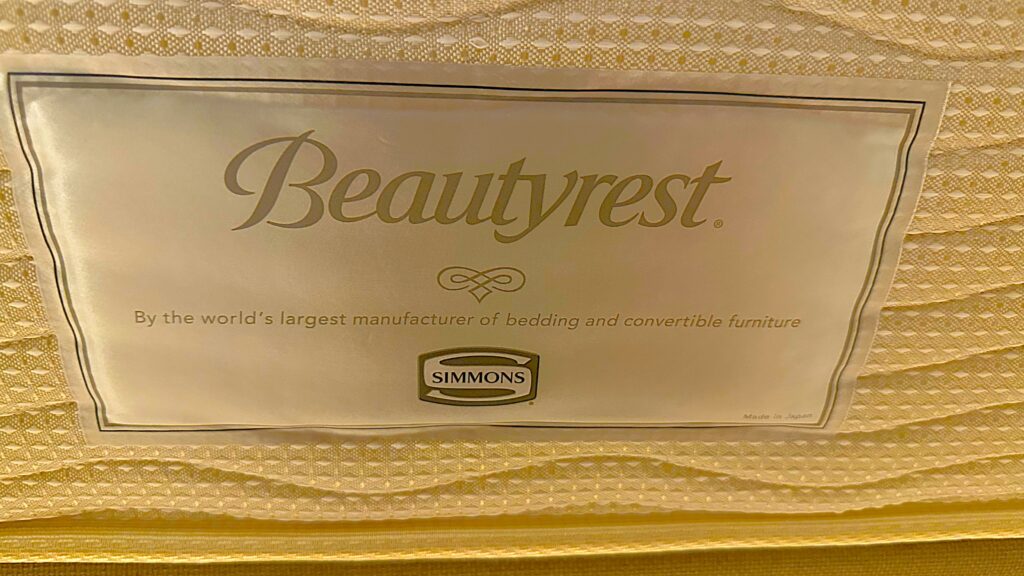 Beautyrest®
By the world's largest manufacturer of bedding and convertible furniture
SIMMONS
Made in Japan